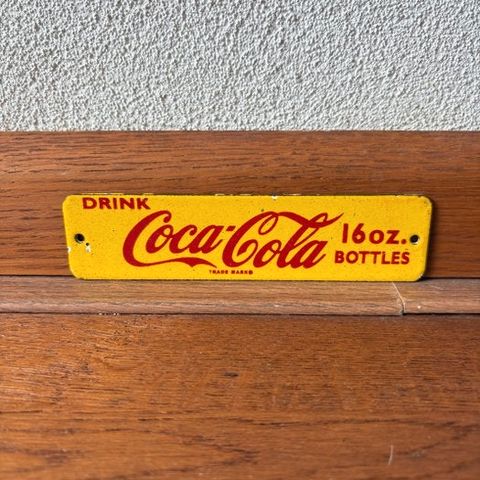 DRINK
Coca-Cola
TRADE MARK®
16oz.
BOTTLES